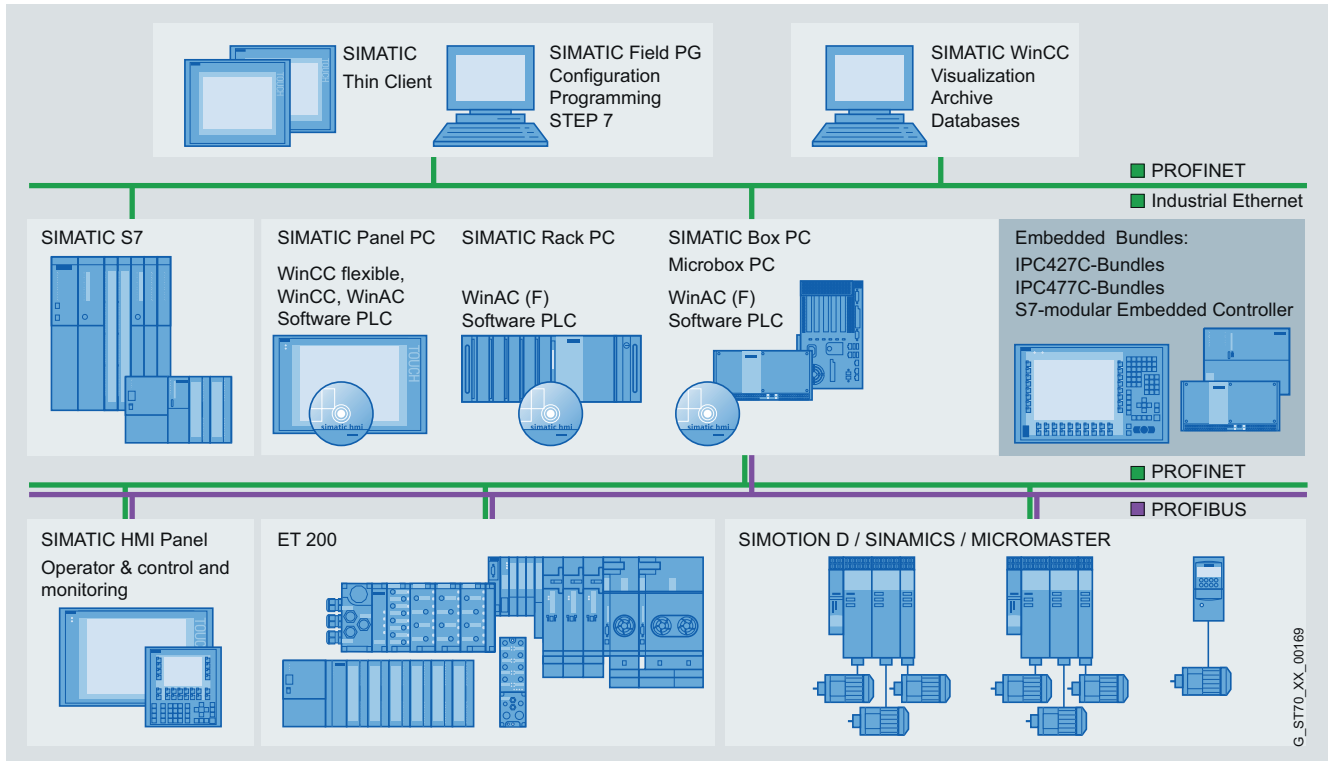 SIMATIC
Thin Client
TOUCH
TOUCH
SIMATIC Field PG
Configuration
Programming
STEP 7
SIMATIC WinCC
Visualization
Archive
Databases
PROFINET
Industrial Ethernet
SIMATIC S7
SIMATIC Panel PC
WinCC flexible,
WinCC, WinAC
Software PLC
TOUCH
simatic hmi
SIMATIC Rack PC
WinAC (F)
Software PLC
simatic hmi
SIMATIC Box PC
Microbox PC
WinAC (F)
Software PLC
simatic hmi
Embedded Bundles:
IPC427C-Bundles
IPC477C-Bundles
S7-modular Embedded Controller
PROFINET
PROFIBUS
SIMATIC HMI Panel
Operator & control and
monitoring
TOUCH
ET 200
SIMOTION D / SINAMICS / MICROMASTER
G_ST70_XX_00169